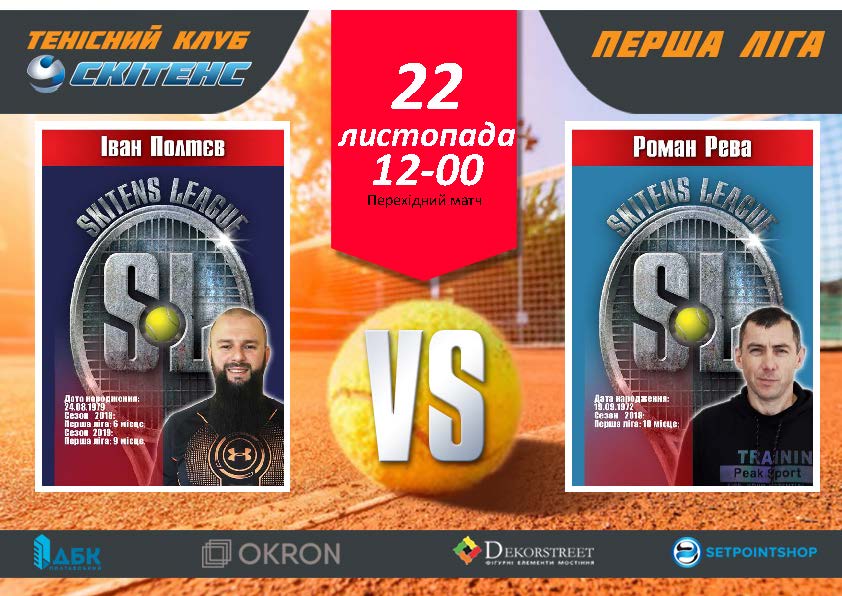 ТЕНІСНИЙ КЛУБ
СКІТЕНС
ПЕРША ЛІГА
22
листопада
12-00
Перехідний матч
Іван Полтєв
SKITENS LEAGUE
SL
Дото народження:
24.08.1979
Сезон 2018:
Перша ліга: 6 місце;
Сезон 2019:
Перша ліга: 9 місце;
VS
Роман Рева
SKITENS LEAGUE
SL
Дата народження:
19.09.1972
Сезон 2018:
Перша ліга: 10 місце;
TRAININ
Peak Sport
ДБК
ПОЛТАВСЬКИЙ
OKRON
DEKORSTREET
ФІГУРНІ ЕЛЕМЕНТИ МОСТІННЯ
SETPOINTSHOP